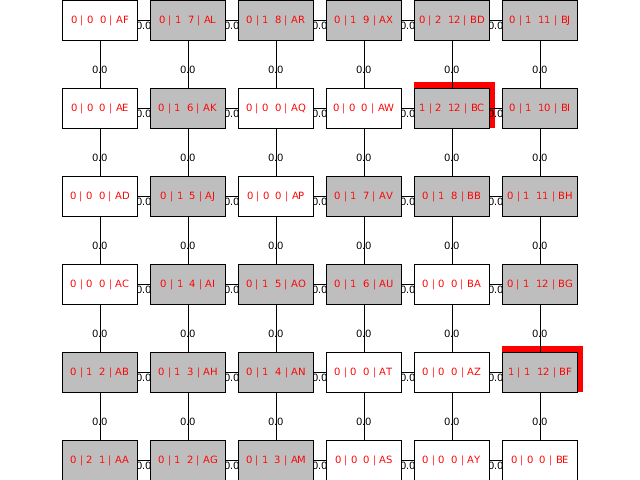 0 | 0  0 | AF 0.0 0 | 1  7 | AL 0.0 0 | 1  8 | AR 0.0 0 | 1  9 | AX 0.0 0 | 2  12 | BD 0.0 0 | 1  11 | BJ
0.0 0.0 0.0 0.0 0.0 0.0
0 | 0  0 | AE 0.0 0 | 1  6 | AK 0.0 0 | 0  0 | AQ 0.0 0 | 0  0 | AW 0.0 1 | 2  12 | BC 0.0 0 | 1  10 | BI
0.0 0.0 0.0 0.0 0.0 0.0
0 | 0  0 | AD 0.0 0 | 1  5 | AJ 0.0 0 | 0  0 | AP 0.0 0 | 1  7 | AV 0.0 0 | 1  8 | BB 0.0 0 | 1  11 | BH
0.0 0.0 0.0 0.0 0.0 0.0
0 | 0  0 | AC 0.0 0 | 1  4 | AI 0.0 0 | 1  5 | AO 0.0 0 | 1  6 | AU 0.0 0 | 0  0 | BA 0.0 0 | 1  12 | BG
0.0 0.0 0.0 0.0 0.0 0.0
0 | 1  2 | AB 0.0 0 | 1  3 | AH 0.0 0 | 1  4 | AN 0.0 0 | 0  0 | AT 0.0 0 | 0  0 | AZ 0.0 1 | 1  12 | BF
0.0 0.0 0.0 0.0 0.0 0.0
0 | 2  1 | AA 0.0 0 | 1  2 | AG 0.0 0 | 1  3 | AM 0.0 0 | 0  0 | AS 0.0 0 | 0  0 | AY 0.0 0 | 0  0 | BE